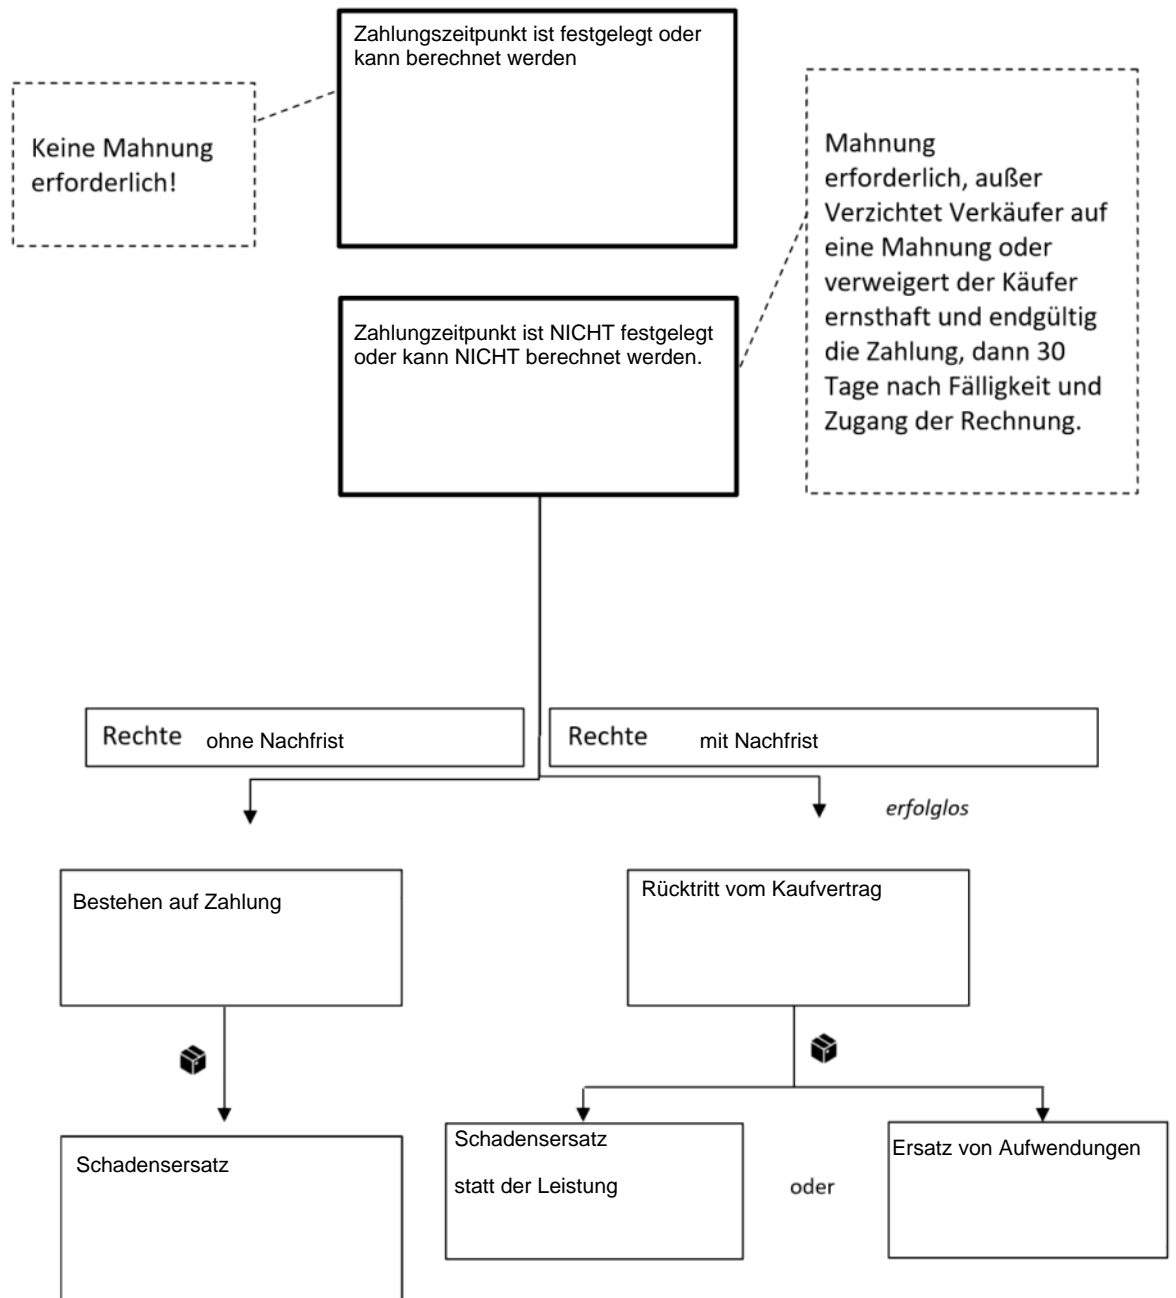 Zahlungszeitpunkt ist festgelegt oder
kann berechnet werden
Keine Mahnung
erforderlich!
Mahnung
erforderlich, außer
Verzichtet Verkäufer auf
eine Mahnung oder
verweigert der Käufer
ernsthaft und endgültig
die Zahlung, dann 30
Tage nach Fälligkeit und
Zugang der Rechnung.
Zahlungzeitpunkt ist NICHT festgelegt
oder kann NICHT berechnet werden.
Rechte ohne Nachfrist
Rechte mit Nachfrist
erfolglos
Bestehen auf Zahlung
Rücktritt vom Kaufvertrag
Schadensersatz
Schadensersatz
statt der Leistung
oder
Ersatz von Aufwendungen